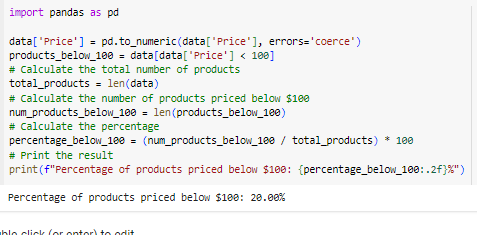 import pandas as pd
data['Price'] = pd.to_numeric(data['Price'], errors='coerce')
products_below_100 = data[data['Price'] < 100]
# Calculate the total number of products
total_products = len(data)
# Calculate the number of products priced below $100
num_products_below_100 = len(products_below_100)
# Calculate the percentage
percentage_below_100 = (num_products_below_100 / total_products) * 100
# Print the result
print(f"Percentage of products priced below $100: {percentage_below_100:.2f}%")
Percentage of products priced below $100: 20.00%
click (or enter) to edit